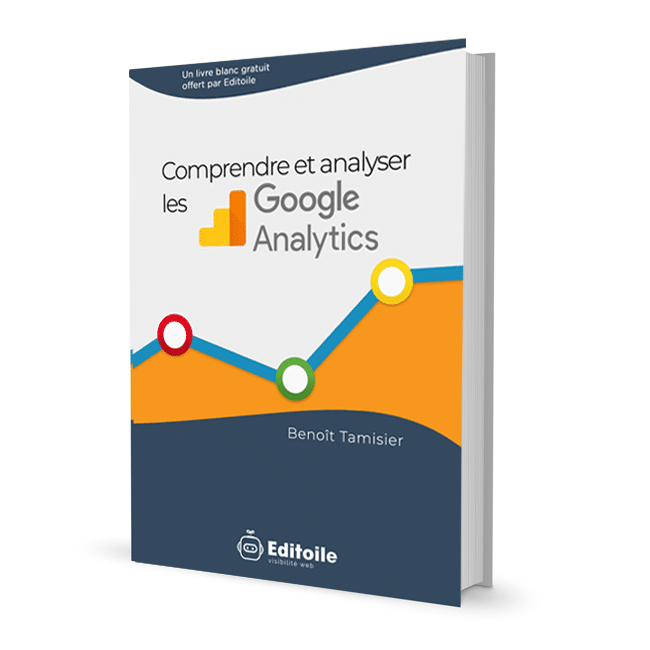 Un livre blanc gratuit
offert par Editoile
Comprendre et analyser
les Google
Analytics
Benoît Tamisier
Editoile
visibilité web